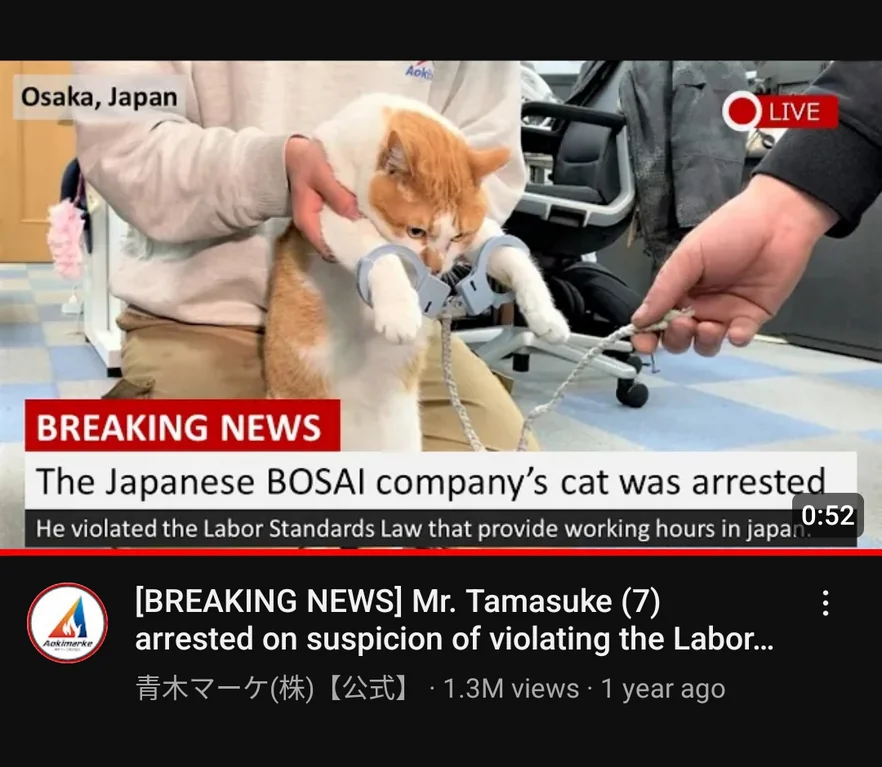 Aoki
Osaka, Japan
LIVE
BREAKING NEWS
The Japanese BOSAI company's cat was arrested
He violated the Labor Standards Law that provide working hours in japan.
0:52
Aokimarke
[BREAKING NEWS] Mr. Tamasuke (7)
arrested on suspicion of violating the Labor...
青木マーケ(株)【公式】 · 1.3M views · 1 year ago